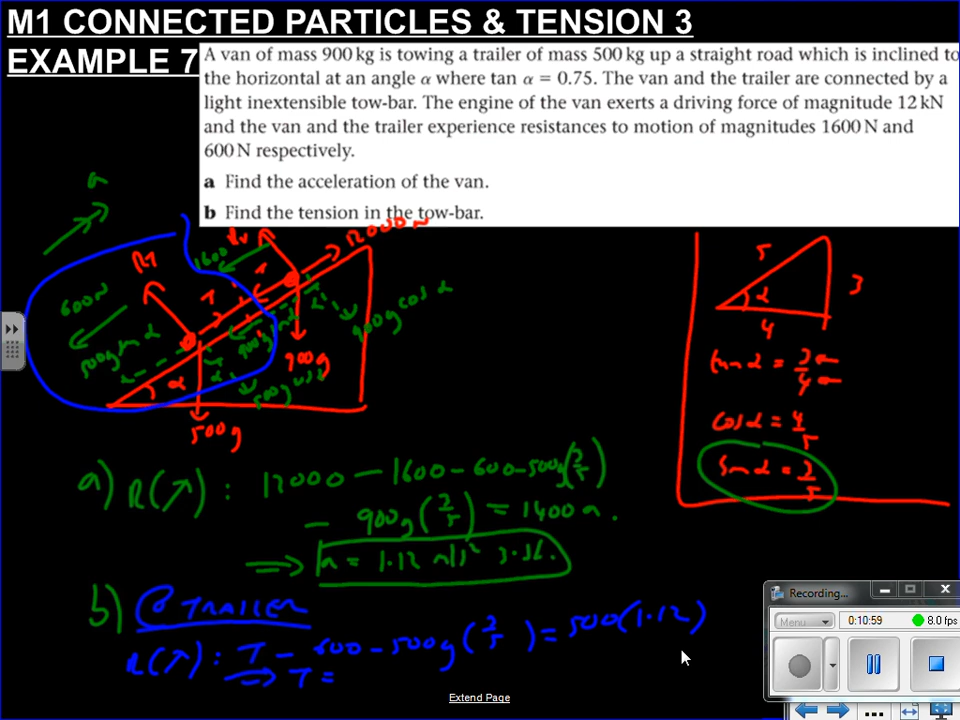 M1 CONNECTED PARTICLES & TENSION 3
EXAMPLE 7
A van of mass 900 kg is towing a trailer of mass 500 kg up a straight road which is inclined to
the horizontal at an angle α where tan α = 0.75. The van and the trailer are connected by a
light inextensible tow-bar. The engine of the van exerts a driving force of magnitude 12 kN
and the van and the trailer experience resistances to motion of magnitudes 1600 N and
600 N respectively.
a Find the acceleration of the van.
b Find the tension in the tow-bar.
a
12000N
1600
RT
T
T
600N
900g cos α
500g sin α
900g
α
500g
5
3
α
4
tan α = 3/4
cos α = 4/5
sin α = 3/5
a) R(↗) : 12000 - 1600 - 600 - 500g(3/5)
- 900g(3/5) = 1400a.
⇒ a = 1.12 m/s² 3.s.f.
b) TRAILER
R(↗) : T - 600 - 500g(3/5) = 500(1.12)
⇒ T =
Recording...
Menu
0:10:59
8.0 fps
Extend Page